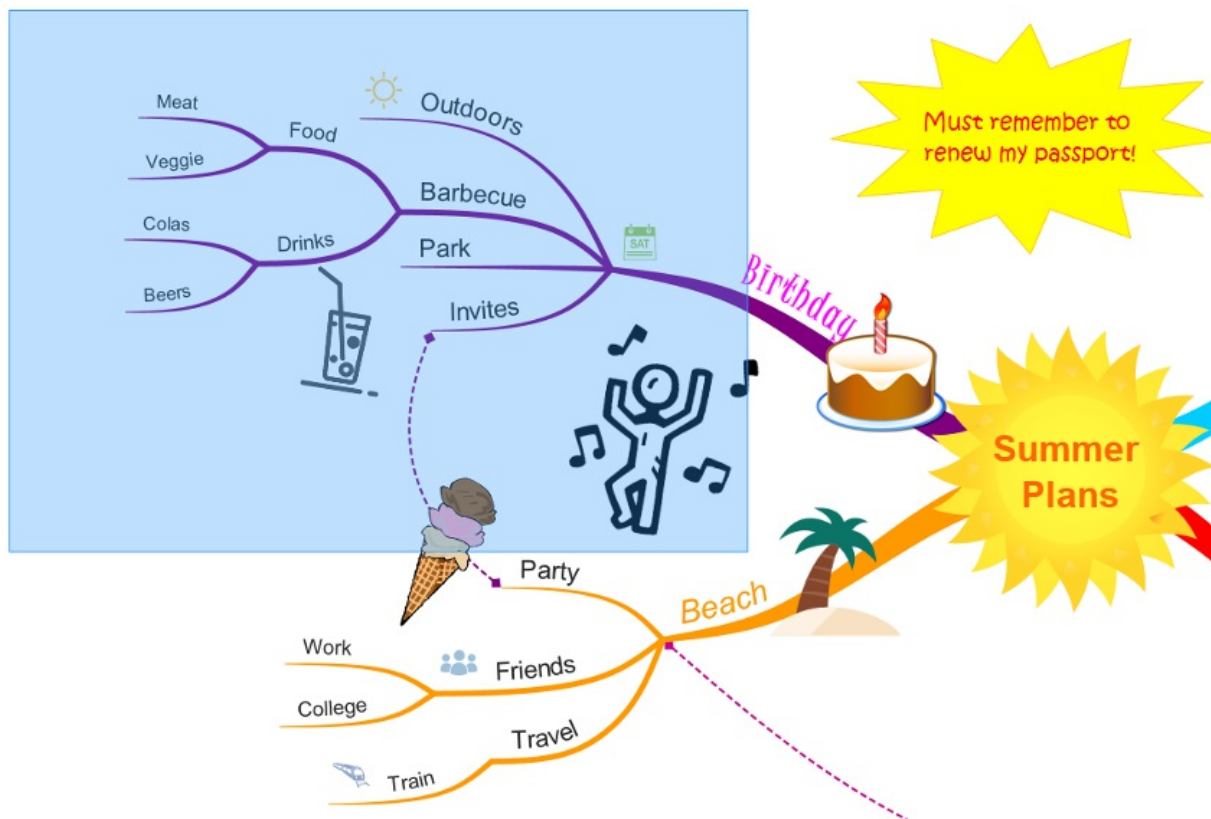 Meat
Veggie
Food
Colas
Beers
Drinks
Outdoors
Barbecue
Park
Invites
SAT
Birthday
Must remember to
renew my passport!
Summer
Plans
Party
Beach
Work
College
Friends
Travel
Train